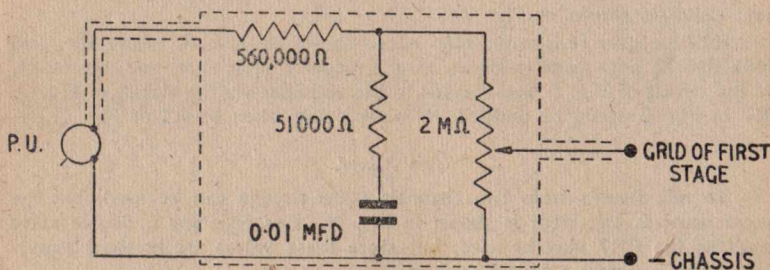 560,000 Ω
51000 Ω
2 MΩ
P.U.
GRID OF FIRST
STAGE
0·01 MFD
– CHASSIS